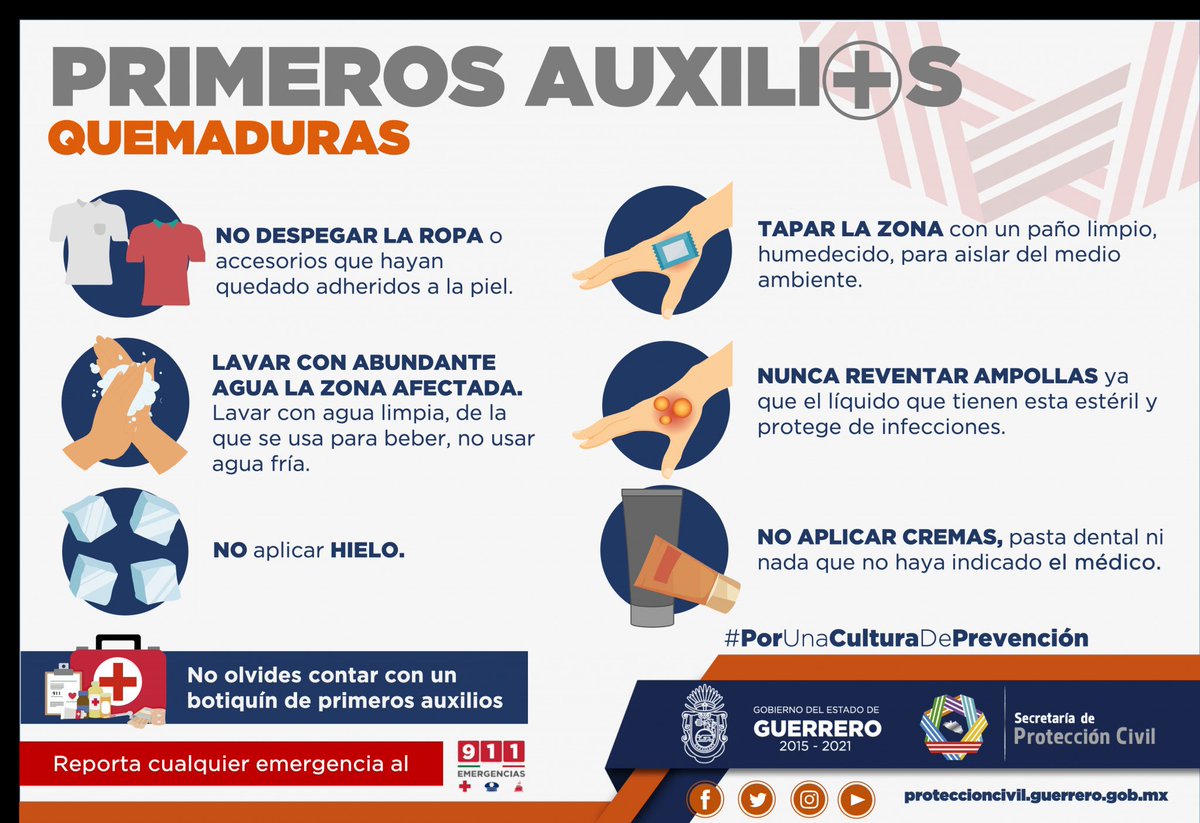 PRIMEROS AUXILIOS
QUEMADURAS
NO DESPEGAR LA ROPA o
accesorios que hayan
quedado adheridos a la piel.
LAVAR CON ABUNDANTE
AGUA LA ZONA AFECTADA.
Lavar con agua limpia, de la
que se usa para beber, no usar
agua fría.
NO aplicar HIELO.
TAPAR LA ZONA con un paño limpio,
humedecido, para aislar del medio
ambiente.
NUNCA REVENTAR AMPOLLAS ya
que el líquido que tienen esta estéril y
protege de infecciones.
NO APLICAR CREMAS, pasta dental ni
nada que no haya indicado el médico.
#PorUnaCulturaDePrevención
No olvides contar con un
botiquín de primeros auxilios
Reporta cualquier emergencia al
911
EMERGENCIAS
GOBIERNO DEL ESTADO DE
GUERRERO
2015 - 2021
Secretaría de
Protección Civil
proteccioncivil.guerrero.gob.mx